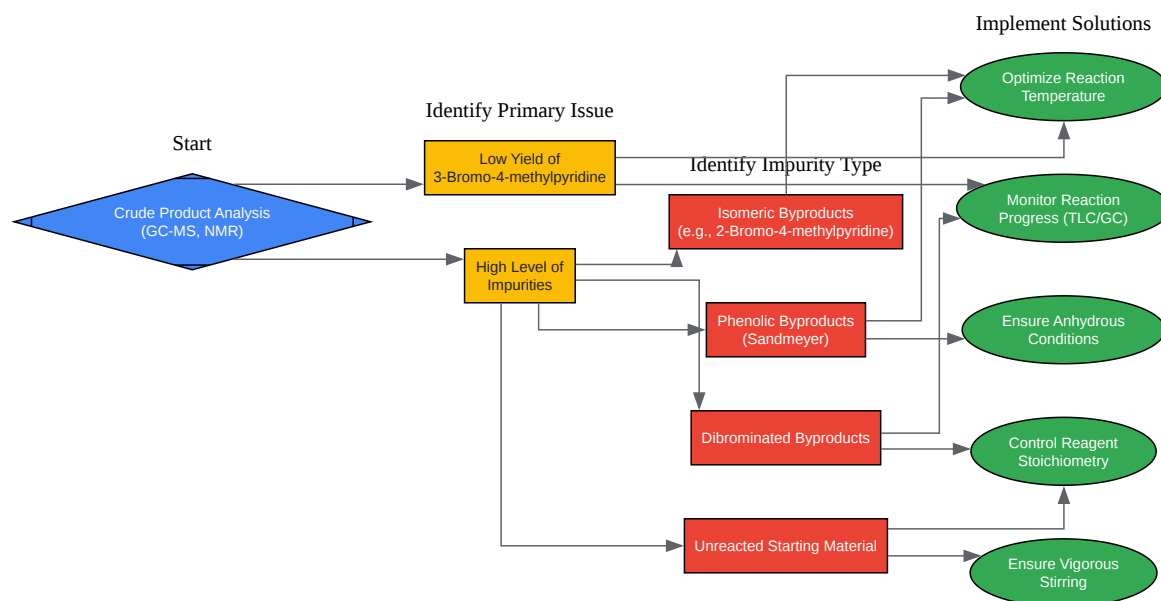 Implement Solutions
Optimize Reaction
Temperature
Identify Primary Issue
Start
Low Yield of
3-Bromo-4-methylpyridine
Identify Impurity Type
Monitor Reaction
Progress (TLC/GC)
Crude Product Analysis
(GC-MS, NMR)
Isomeric Byproducts
(e.g., 2-Bromo-4-methylpyridine)
High Level of
Impurities
Phenolic Byproducts
(Sandmeyer)
Ensure Anhydrous
Conditions
Dibrominated Byproducts
Control Reagent
Stoichiometry
Unreacted Starting Material
Ensure Vigorous
Stirring